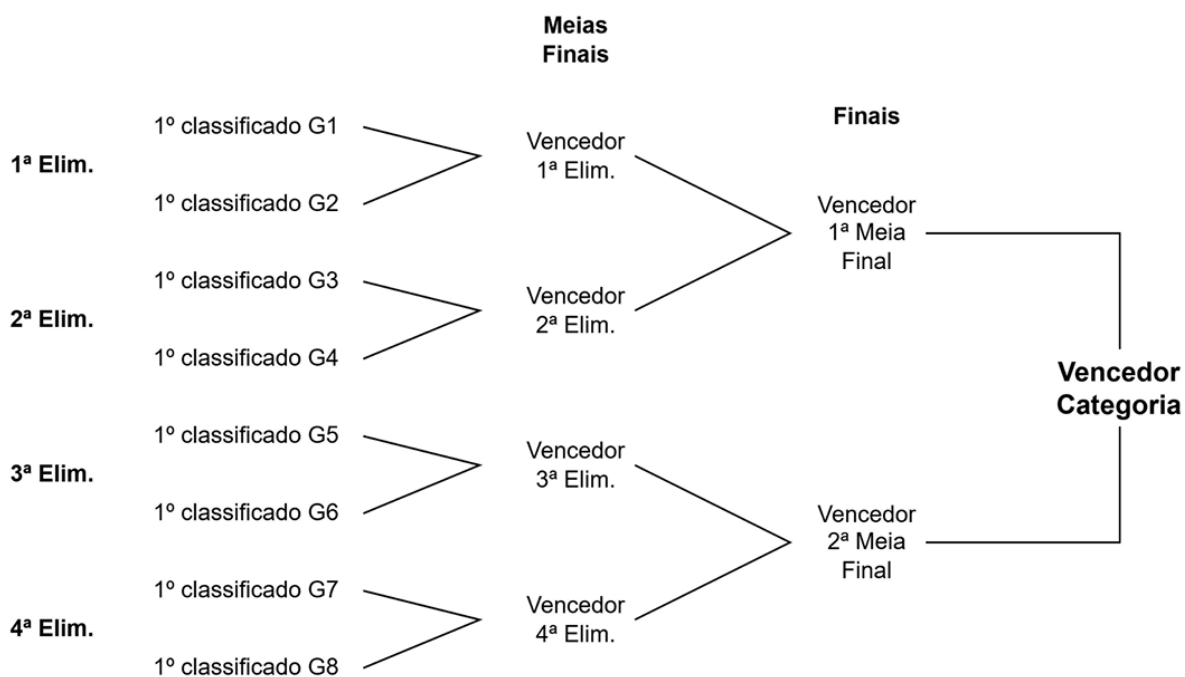 Meias
Finais
Finais
1ª Elim.
1º classificado G1
1º classificado G2
Vencedor
1ª Elim.
2ª Elim.
1º classificado G3
1º classificado G4
Vencedor
2ª Elim.
Vencedor
1ª Meia
Final
3ª Elim.
1º classificado G5
1º classificado G6
Vencedor
3ª Elim.
4ª Elim.
1º classificado G7
1º classificado G8
Vencedor
4ª Elim.
Vencedor
2ª Meia
Final
Vencedor
Categoria